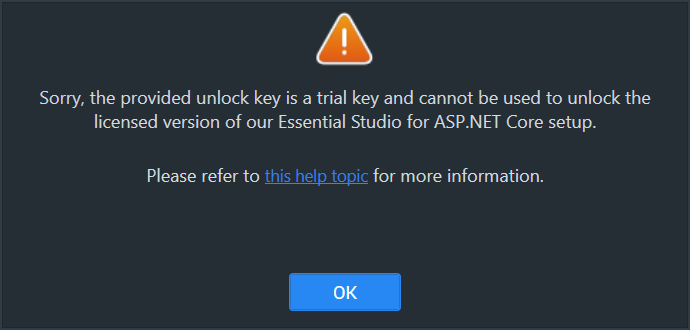 Sorry, the provided unlock key is a trial key and cannot be used to unlock the
licensed version of our Essential Studio for ASP.NET Core setup.
Please refer to this help topic for more information.
OK